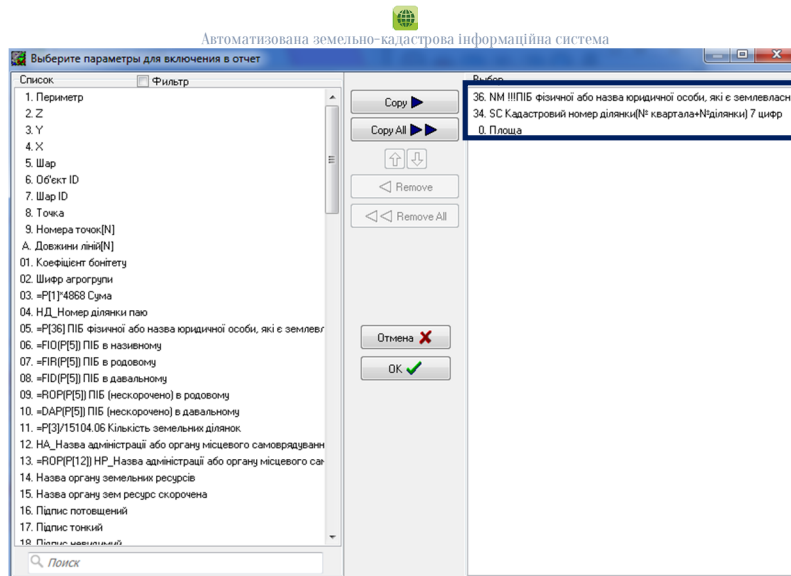 Автоматизована земельно-кадастрова інформаційна система
Выберите параметры для включения в отчет
Список
Фильтр
1. Периметр
2. Z
3. Y
4. X
5. Шар
6. Об'єкт ID
7. Шар ID
8. Точка
9. Номера точок[N]
A. Довжини ліній[N]
01. Коефіцієнт бонітету
02. Шифр агрогрупи
03. =P[1]*4868 Сума
04. НД_Номер ділянки паю
05. =P[36] ПІБ фізичної або назва юридичної особи, які є землевл
06. =FIO(P[5]) ПІБ в називному
07. =FIR(P[5]) ПІБ в родовому
08. =FID(P[5]) ПІБ в давальному
09. =ROP(P[5]) ПІБ (нескорочено) в родовому
10. =DAP(P[5]) ПІБ (нескорочено) в давальному
11. =P[3]/15104.06 Кількість земельних ділянок
12. НА_Назва адміністрації або органу місцевого самоврядуванн
13. =ROP(P[12]) НР_Назва адміністрації або органу місцевого сам
14. Назва органу земельних ресурсів
15. Назва органу зем ресурс скорочена
16. Підпис потовщений
17. Підпис тонкий
18. Підпис невидимий
Поиск
Copy
Copy All
Remove
Remove All
Отмена
OK
Выбор
36. NM !!!ПІБ фізичної або назва юридичної особи, які є землевласн
34. SC Кадастровий номер ділянки(№ квартала+№ділянки) 7 цифр
0. Площа